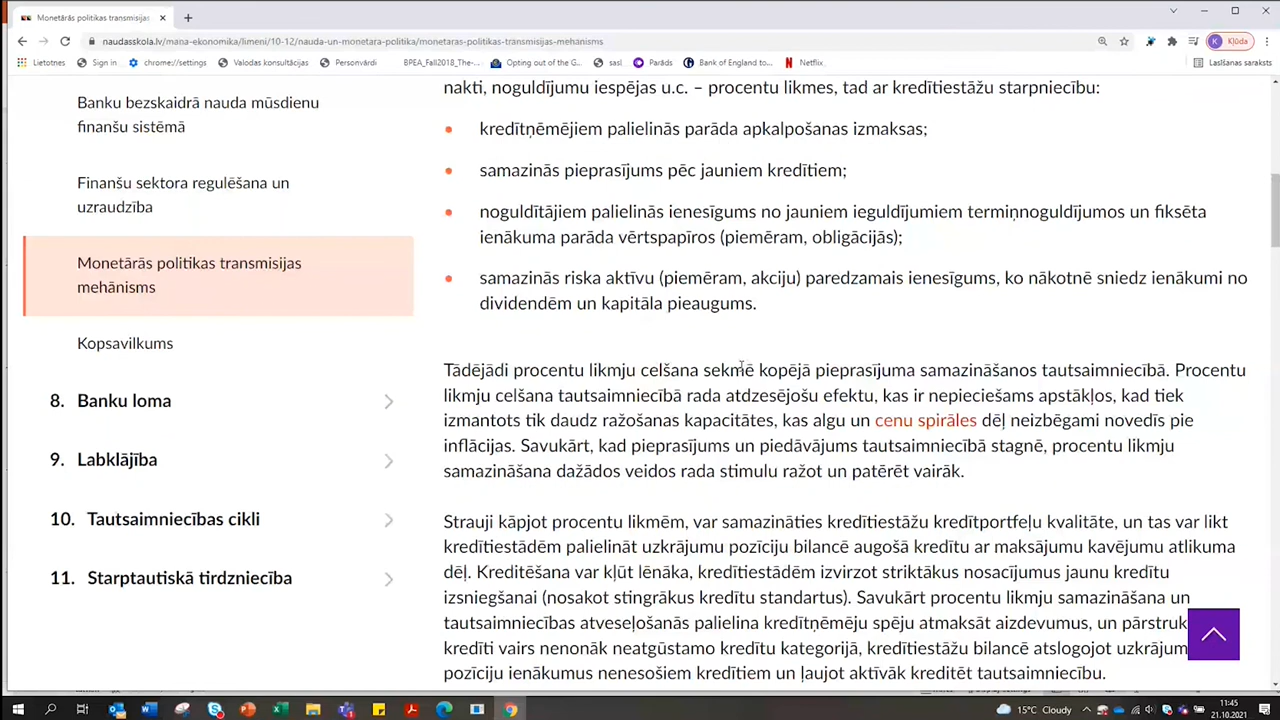 Monetārās politikas transmisijas
naudasskola.lv/mana-ekonomika/limeni/10-12/nauda-un-monetara-politika/monetaras-politikas-transmisijas-mehanisms
K Kļūda
Lietotnes
Sign in
chrome://settings
Valodas konsultācijas
Personvārdi
BPEA_Fall2018_The-...
Opting out of the G...
sasl
Parāds
Bank of England to...
Netflix
Lasīšanas saraksts
Banku bezskaidrā nauda mūsdienu
finanšu sistēmā
Finanšu sektora regulēšana un
uzraudzība
Monetārās politikas transmisijas
mehānisms
Kopsavilkums
8. Banku loma
9. Labklājība
10. Tautsaimniecības cikli
11. Starptautiskā tirdzniecība
nakti, noguldījumu iespējas u.c. – procentu likmes, tad ar kredītiestāžu starpniecību:
kredītņēmējiem palielinās parāda apkalpošanas izmaksas;
samazinās pieprasījums pēc jauniem kredītiem;
noguldītājiem palielinās ienesīgums no jauniem ieguldījumiem termiņnoguldījumos un fiksēta
ienākuma parāda vērtspapīros (piemēram, obligācijās);
samazinās riska aktīvu (piemēram, akciju) paredzamais ienesīgums, ko nākotnē sniedz ienākumi no
dividendēm un kapitāla pieaugums.
Tādējādi procentu likmju celšana sekmē kopējā pieprasījuma samazināšanos tautsaimniecībā. Procentu
likmju celšana tautsaimniecībā rada atdzesējošu efektu, kas ir nepieciešams apstākļos, kad tiek
izmantots tik daudz ražošanas kapacitātes, kas algu un cenu spirāles dēļ neizbēgami novedīs pie
inflācijas. Savukārt, kad pieprasījums un piedāvājums tautsaimniecībā stagnē, procentu likmju
samazināšana dažādos veidos rada stimulu ražot un patērēt vairāk.
Strauji kāpjot procentu likmēm, var samazināties kredītiestāžu kredītportfeļu kvalitāte, un tas var likt
kredītiestādēm palielināt uzkrājumu pozīciju bilancē augošā kredītu ar maksājumu kavējumu atlikuma
dēļ. Kreditēšana var kļūt lēnāka, kredītiestādēm izvirzot striktākus nosacījumus jaunu kredītu
izsniegšanai (nosakot stingrākus kredītu standartus). Savukārt procentu likmju samazināšana un
tautsaimniecības atveseļošanās palielina kredītņēmēju spēju atmaksāt aizdevumus, un pārstruk
kredīti vairs nenonāk neatgūstamo kredītu kategorijā, kredītiestāžu bilancē atslogojot uzkrājum
pozīciju ienākumus nenesošiem kredītiem un ļaujot aktīvāk kreditēt tautsaimniecību.
15°C Cloudy
11:45
21.10.2021